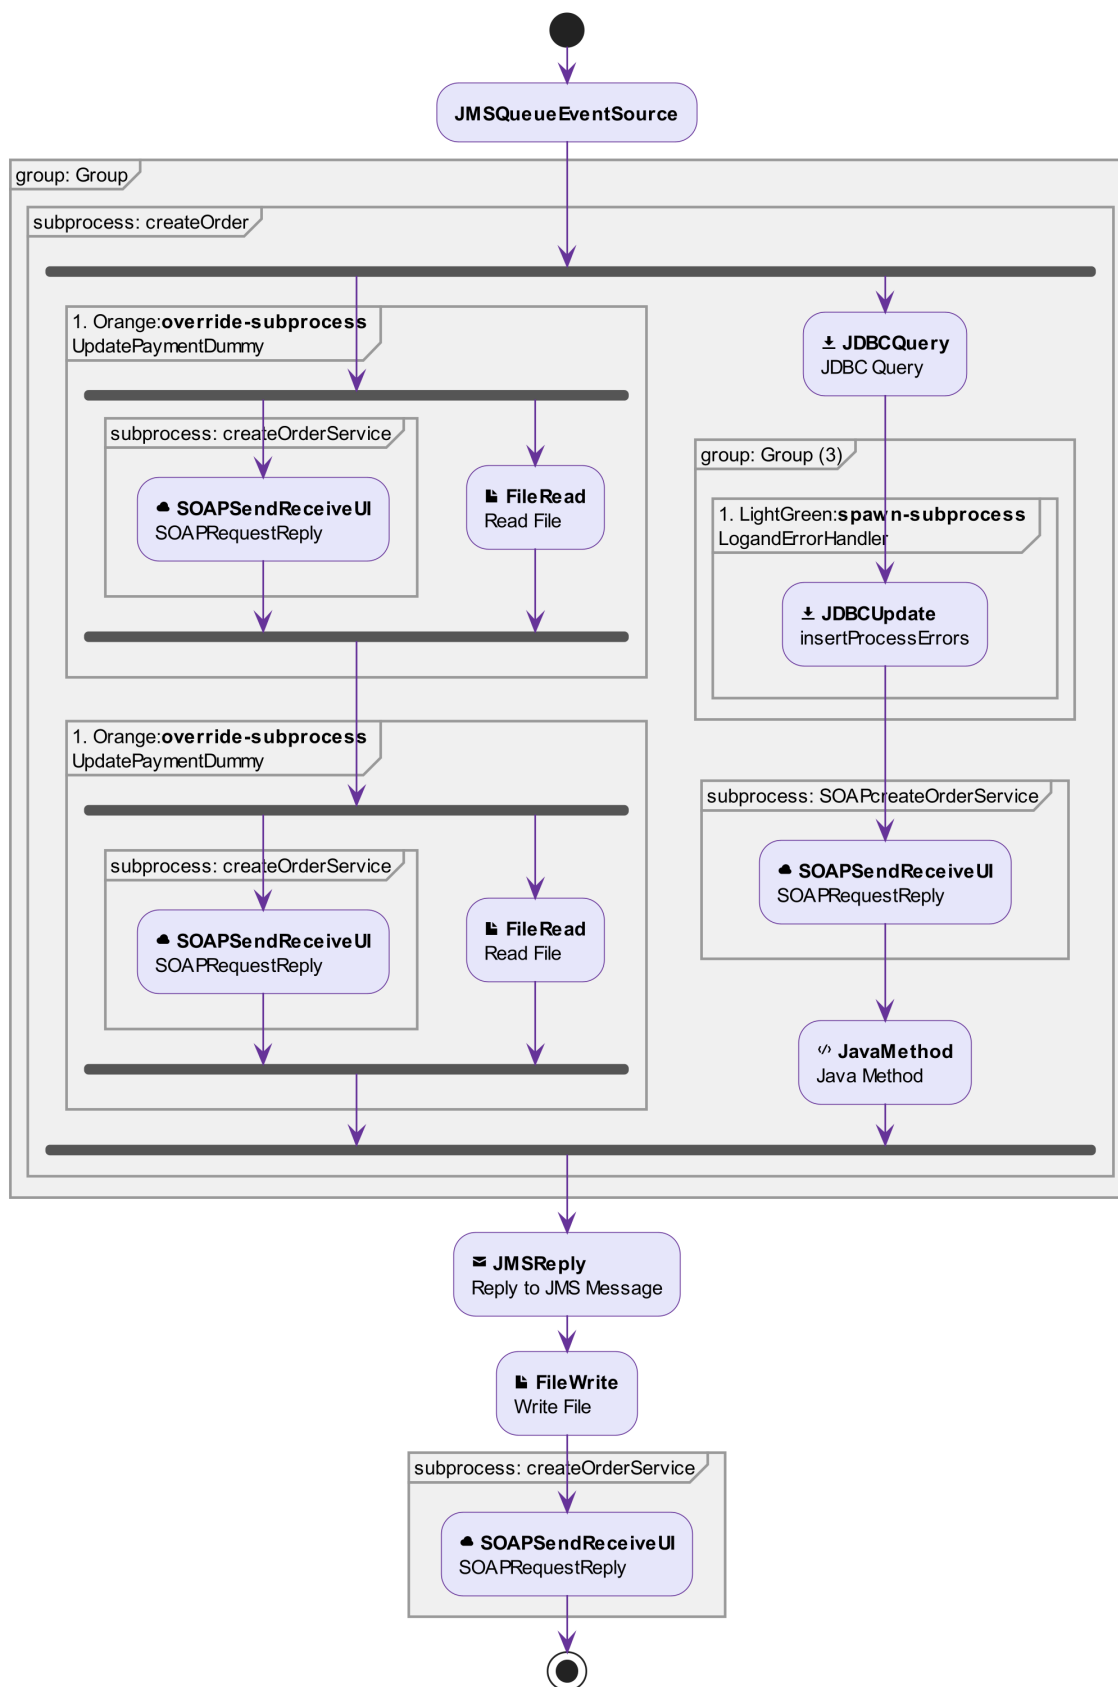 JMSQueueEventSource
group: Group
subprocess: createOrder
1. Orange:override-subprocess
UpdatePaymentDummy
subprocess: createOrderService
SOAPSendReceiveUI
SOAPRequestReply
FileRead
Read File
1. Orange:override-subprocess
UpdatePaymentDummy
subprocess: createOrderService
SOAPSendReceiveUI
SOAPRequestReply
FileRead
Read File
JDBCQuery
JDBC Query
group: Group (3)
1. LightGreen:spawn-subprocess
LogandErrorHandler
JDBCUpdate
insertProcessErrors
subprocess: SOAPcreateOrderService
SOAPSendReceiveUI
SOAPRequestReply
JavaMethod
Java Method
JMSReply
Reply to JMS Message
FileWrite
Write File
subprocess: createOrderService
SOAPSendReceiveUI
SOAPRequestReply